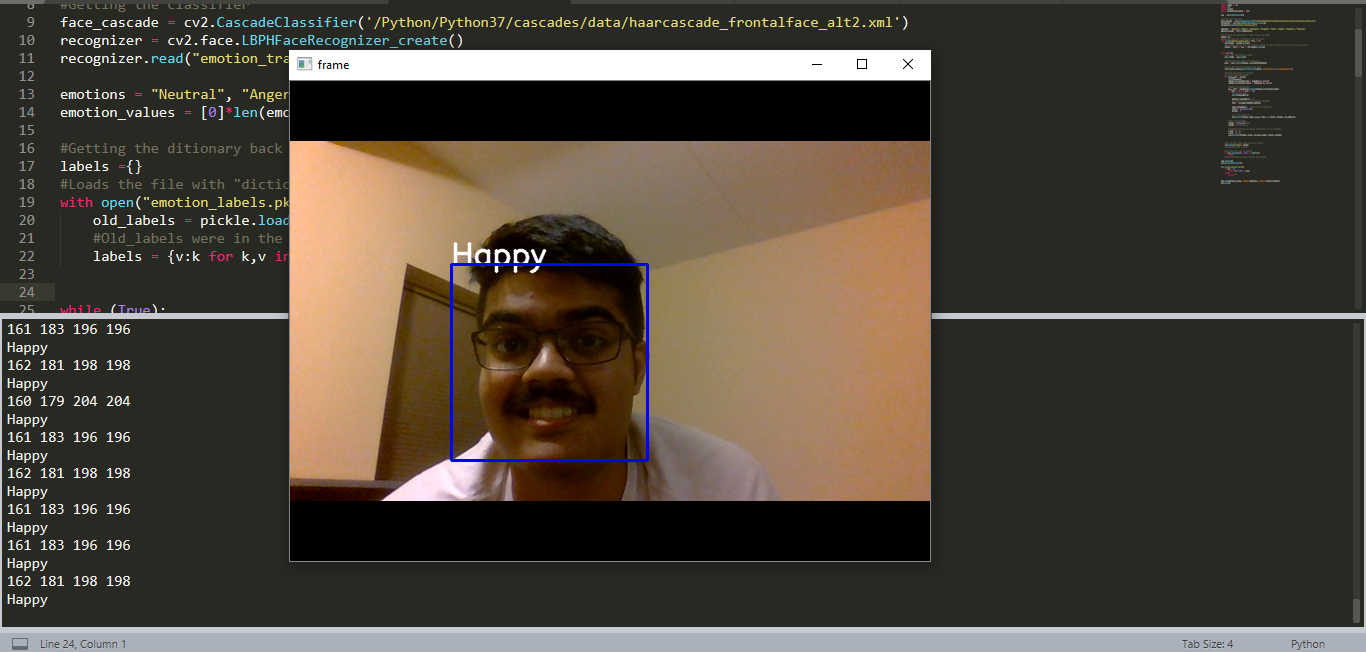 8 #Getting the Classifier
9 face_cascade = cv2.CascadeClassifier('/Python/Python37/cascades/data/haarcascade_frontalface_alt2.xml')
10 recognizer = cv2.face.LBPHFaceRecognizer_create()
11 recognizer.read("emotion_tra
12
13 emotions = "Neutral", "Anger
14 emotion_values = [0]*len(emo
15
16 #Getting the ditionary back
17 labels ={}
18 #Loads the file with "dictio
19 with open("emotion_labels.pk
20 old_labels = pickle.load
21 #Old_labels were in the
22 labels = {v:k for k,v in
23
24
25 while (True):
frame
Happy
161 183 196 196
Happy
162 181 198 198
Happy
160 179 204 204
Happy
161 183 196 196
Happy
162 181 198 198
Happy
161 183 196 196
Happy
161 183 196 196
Happy
162 181 198 198
Happy
Line 24, Column 1
Tab Size: 4
Python